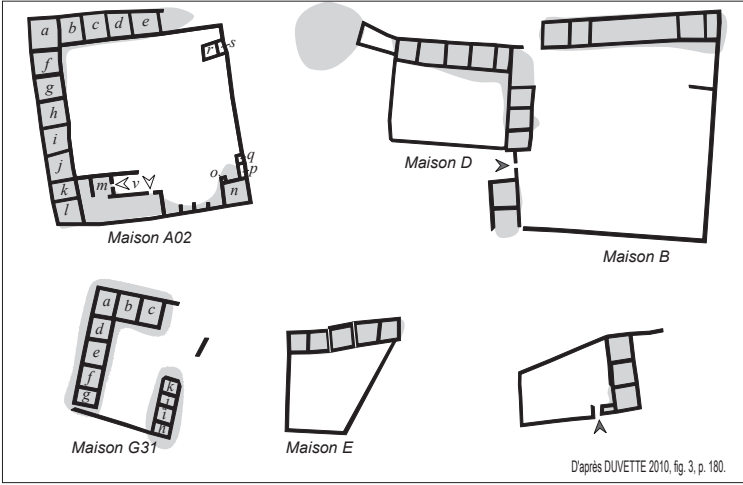 a b c d e
f
g
h
i
j
k
l
m
v
n
o
p
q
r
s
Maison A02
Maison D
Maison B
a b c
d
e
f
g
k
i
h
Maison G31
Maison E
D'après DUVETTE 2010, fig. 3, p. 180.